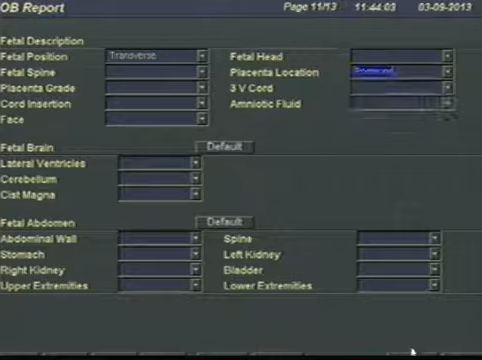 OB Report Page 11/13 11:44:03 03-09-2013
Fetal Description
Fetal Position Transverse Fetal Head
Fetal Spine Placenta Location
Placenta Grade 3 V Cord
Cord Insertion Amniotic Fluid
Face
Fetal Brain Default
Lateral Ventricles
Cerebellum
Cist Magna
Fetal Abdomen Default
Abdominal Wall Spine
Stomach Left Kidney
Right Kidney Bladder
Upper Extremities Lower Extremities